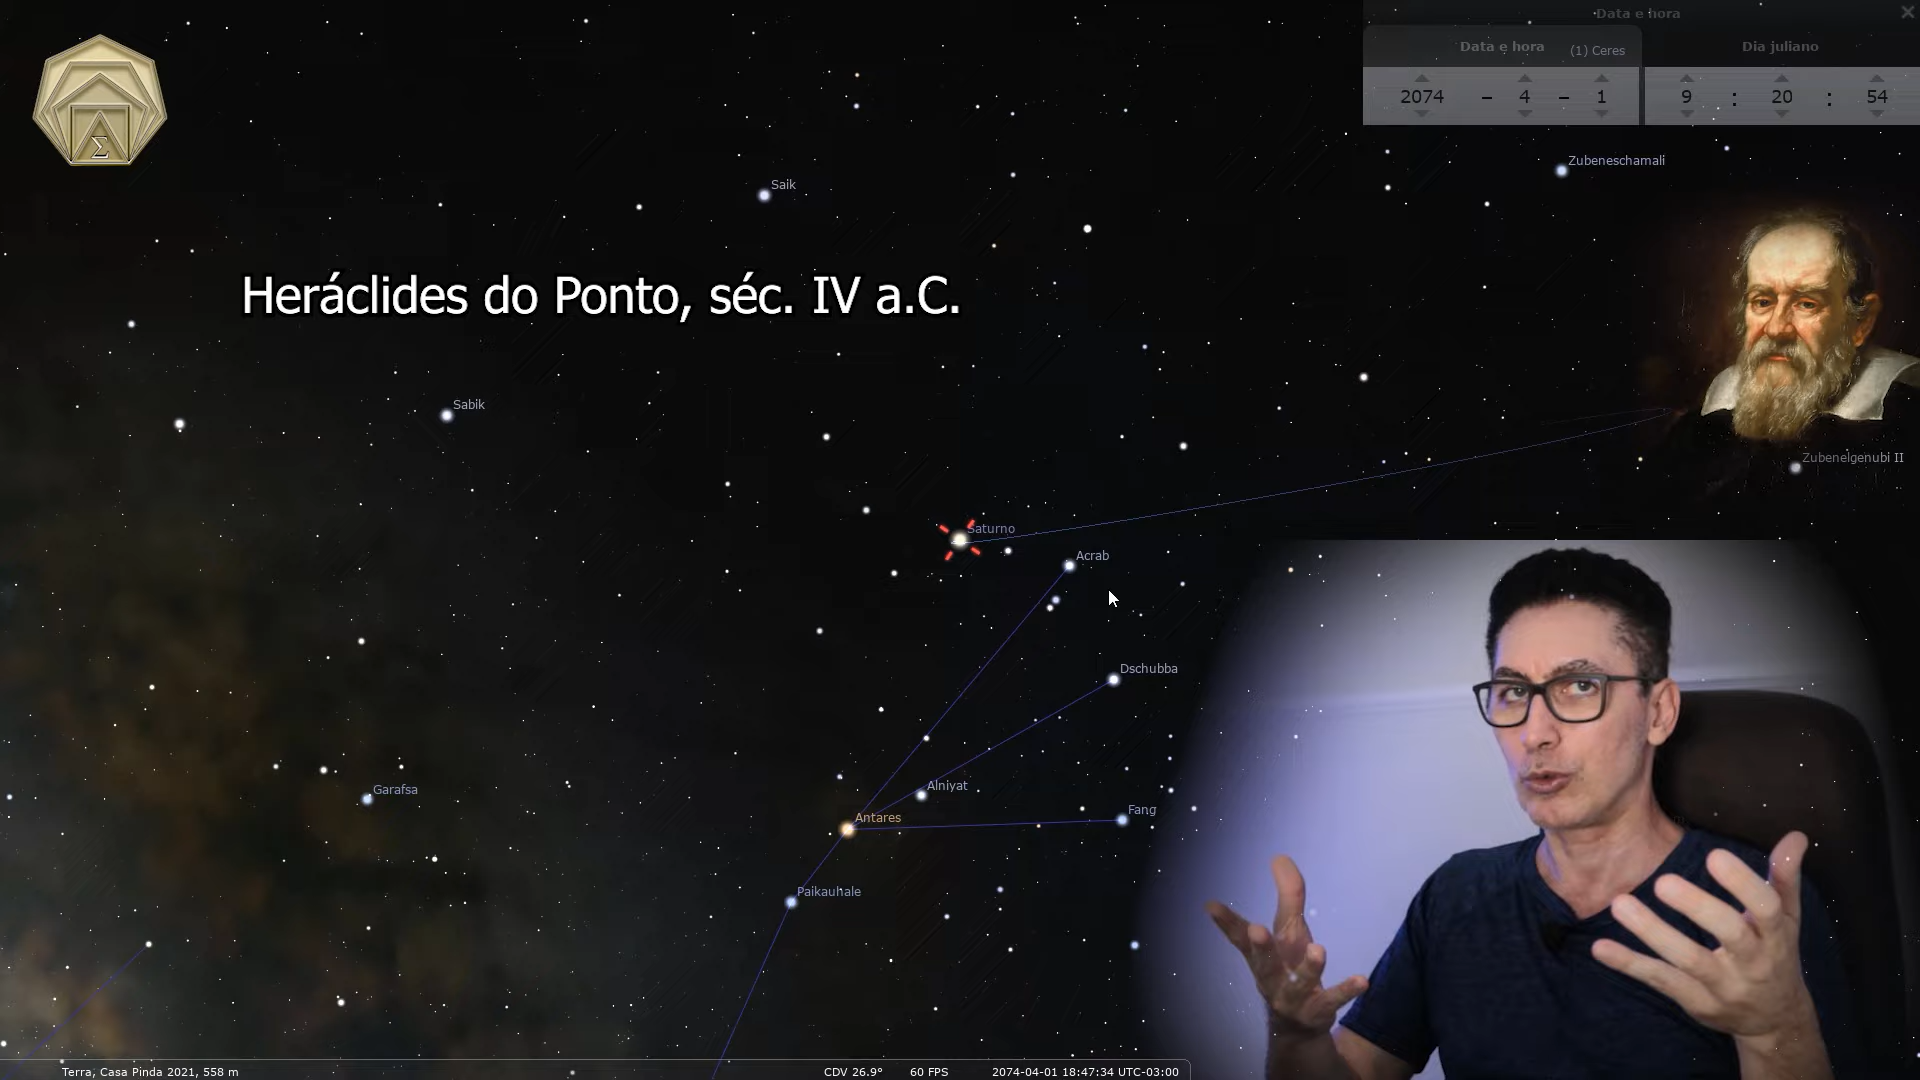 Data e hora
Data e hora
(1) Ceres
Dia juliano
2074 – 4 – 1
9 : 20 : 54
Σ
Zubeneschamali
Saik
Heráclides do Ponto, séc. IV a.C.
Sabik
Zubenelgenubi II
Saturno
Acrab
Dschubba
Garafsa
Alniyat
Antares
Fang
Paikauhale
Terra, Casa Pinda 2021, 558 m
CDV 26.9°
60 FPS
2074-04-01 18:47:34 UTC-03:00